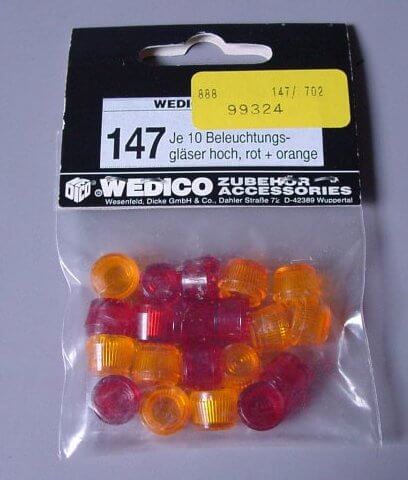 888 147/ 702
99324
WEDICO
147 Je 10 Beleuchtungs-
gläser hoch, rot + orange
WEDICO ZUBEHÖR
ACCESSORIES
Wesenfeld, Dicke GmbH & Co., Dahler Straße 72 D-42389 Wuppertal